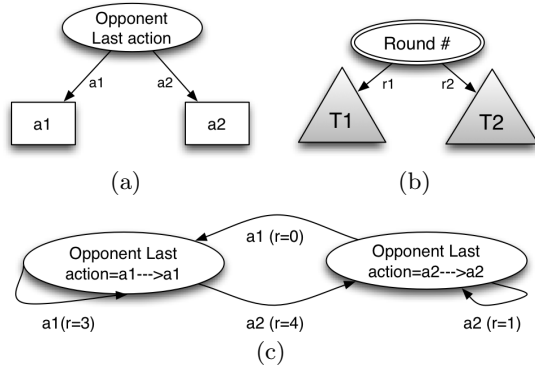 Opponent
Last action
a1
a2
a1
a2
(a)
Round #
r1
r2
T1
T2
(b)
a1 (r=0)
Opponent Last
action=a1--->a1
Opponent Last
action=a2--->a2
a1(r=3)
a2 (r=4)
a2 (r=1)
(c)